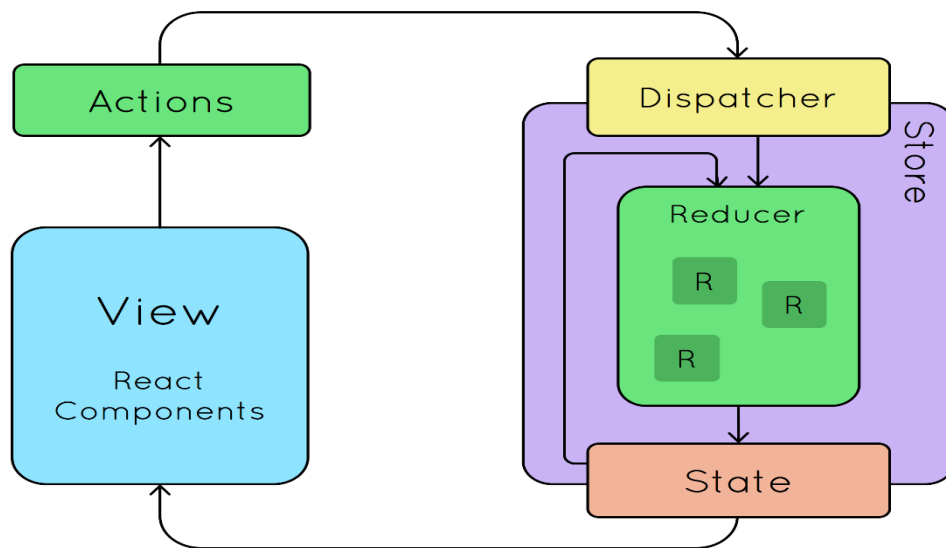 Actions
Dispatcher
Store
Reducer
R
R
R
View
React
Components
State